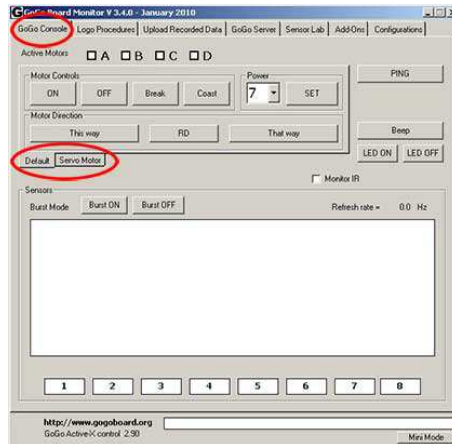 GoGo Board Monitor V 3.4.0 - January 2010
GoGo Console Logo Procedures Upload Recorded Data GoGo Server Sensor Lab Add-Ons Configurations
Active Motors A B C D
Motor Controls Power PING
ON OFF Break Coast 7 SET
Motor Direction
This way RD That way Beep
Default Servo Motor LED ON LED OFF
Monitor IR
Sensors
Burst Mode Burst ON Burst OFF Refresh rate = 0.0 Hz
1 2 3 4 5 6 7 8
http://www.gogoboard.org
GoGo Active-X control 2.90 Mini Mode